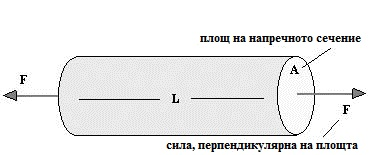 площ на напречното сечение
F
A
L
F
сила, перпендикулярна на площта